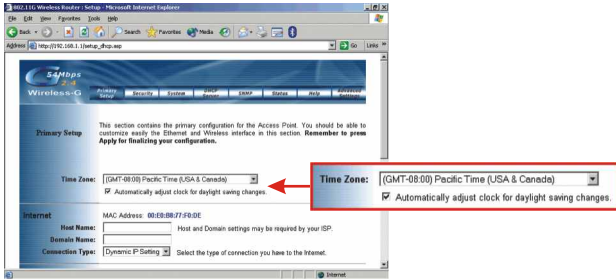 802.11G Wireless Router : Setup - Microsoft Internet Explorer
File Edit View Favorites Tools Help
Back Search Favorites Media
Address http://192.168.1.1/setup_dhcp.asp Go Links »
54Mbps
2.4
Wireless-G
Primary Setup Security System DHCP Server SNMP Status Help Advanced Settings
Primary Setup
This section contains the primary configuration for the Access Point. You should be able to
customize easily the Ethernet and Wireless interface in this section. Remember to press
Apply for finalizing your configuration.
Time Zone: (GMT-08:00) Pacific Time (USA & Canada)
Automatically adjust clock for daylight saving changes.
Internet MAC Address: 00:E0:B8:77:F0:DE
Host Name: Host and Domain settings may be required by your ISP.
Domain Name:
Connection Type: Dynamic IP Setting Select the type of connection you have to the Internet.
Internet
Time Zone: (GMT-08:00) Pacific Time (USA & Canada)
Automatically adjust clock for daylight saving changes.